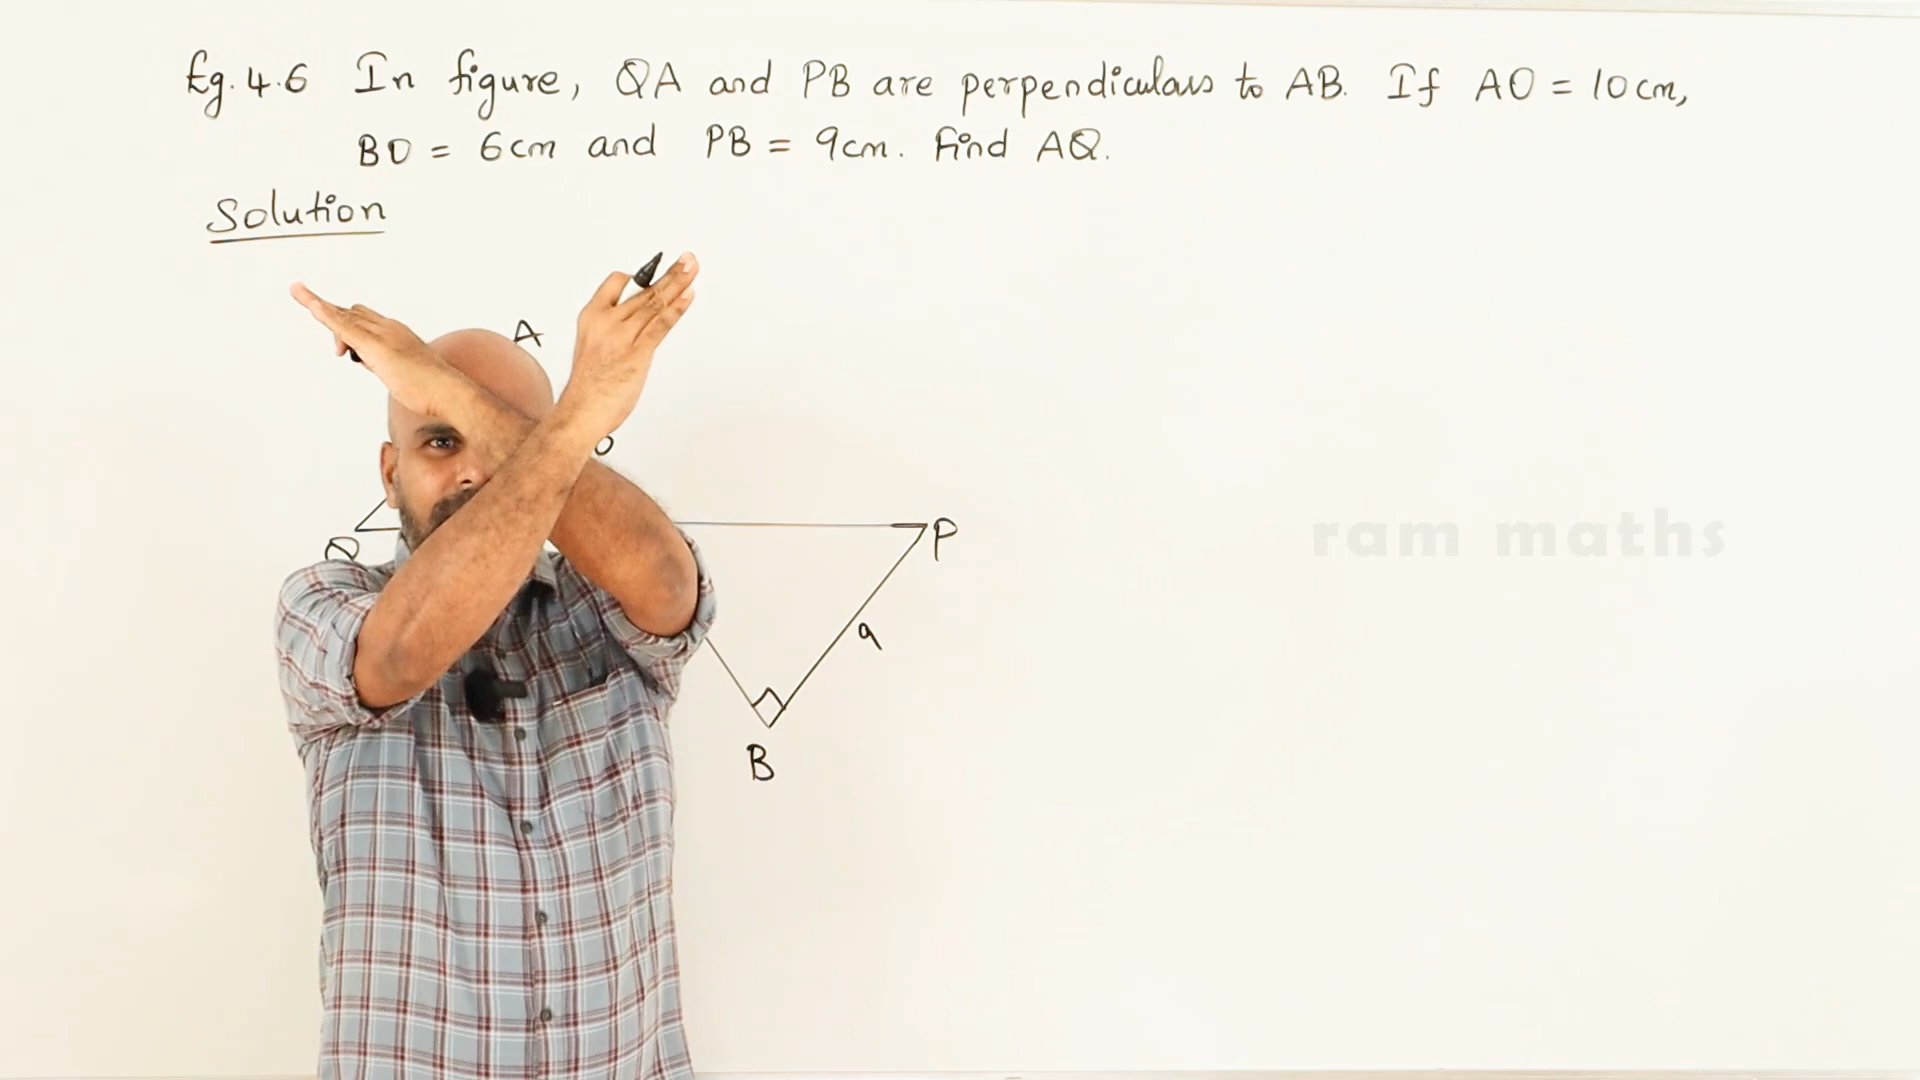 Eg. 4.6 In figure, QA and PB are perpendiculars to AB. If AO = 10cm,
BO = 6cm and PB = 9cm. Find AQ.
Solution
A
O
Q
P
ram maths
9
B